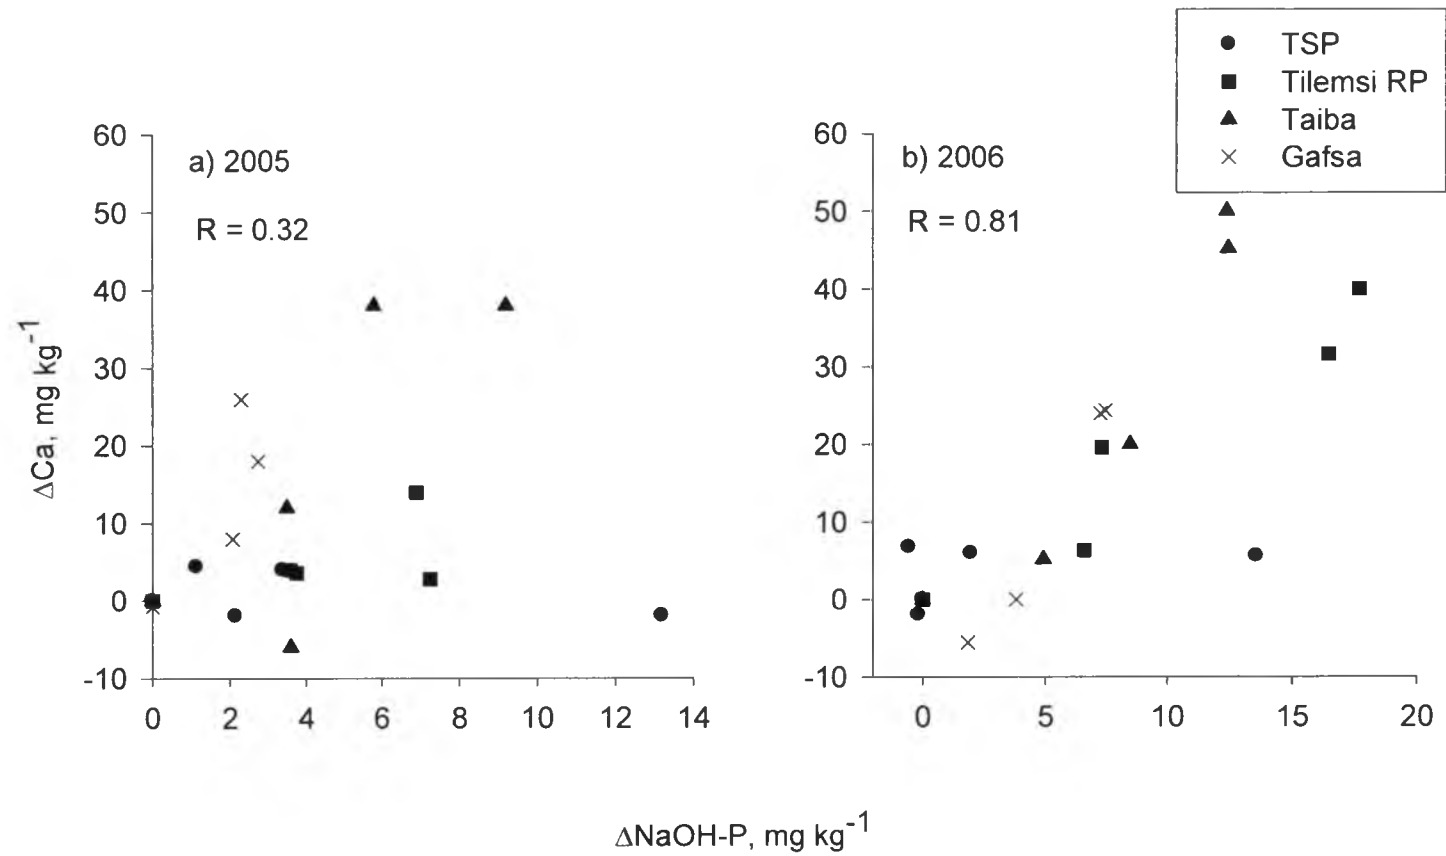 TSP
Tilemsi RP
Taiba
Gafsa
a) 2005
R = 0.32
60
50
40
30
20
10
0
-10
0 2 4 6 8 10 12 14
ΔCa, mg kg-1
b) 2006
R = 0.81
60
50
40
30
20
10
0
-10
0 5 10 15 20
ΔNaOH-P, mg kg-1